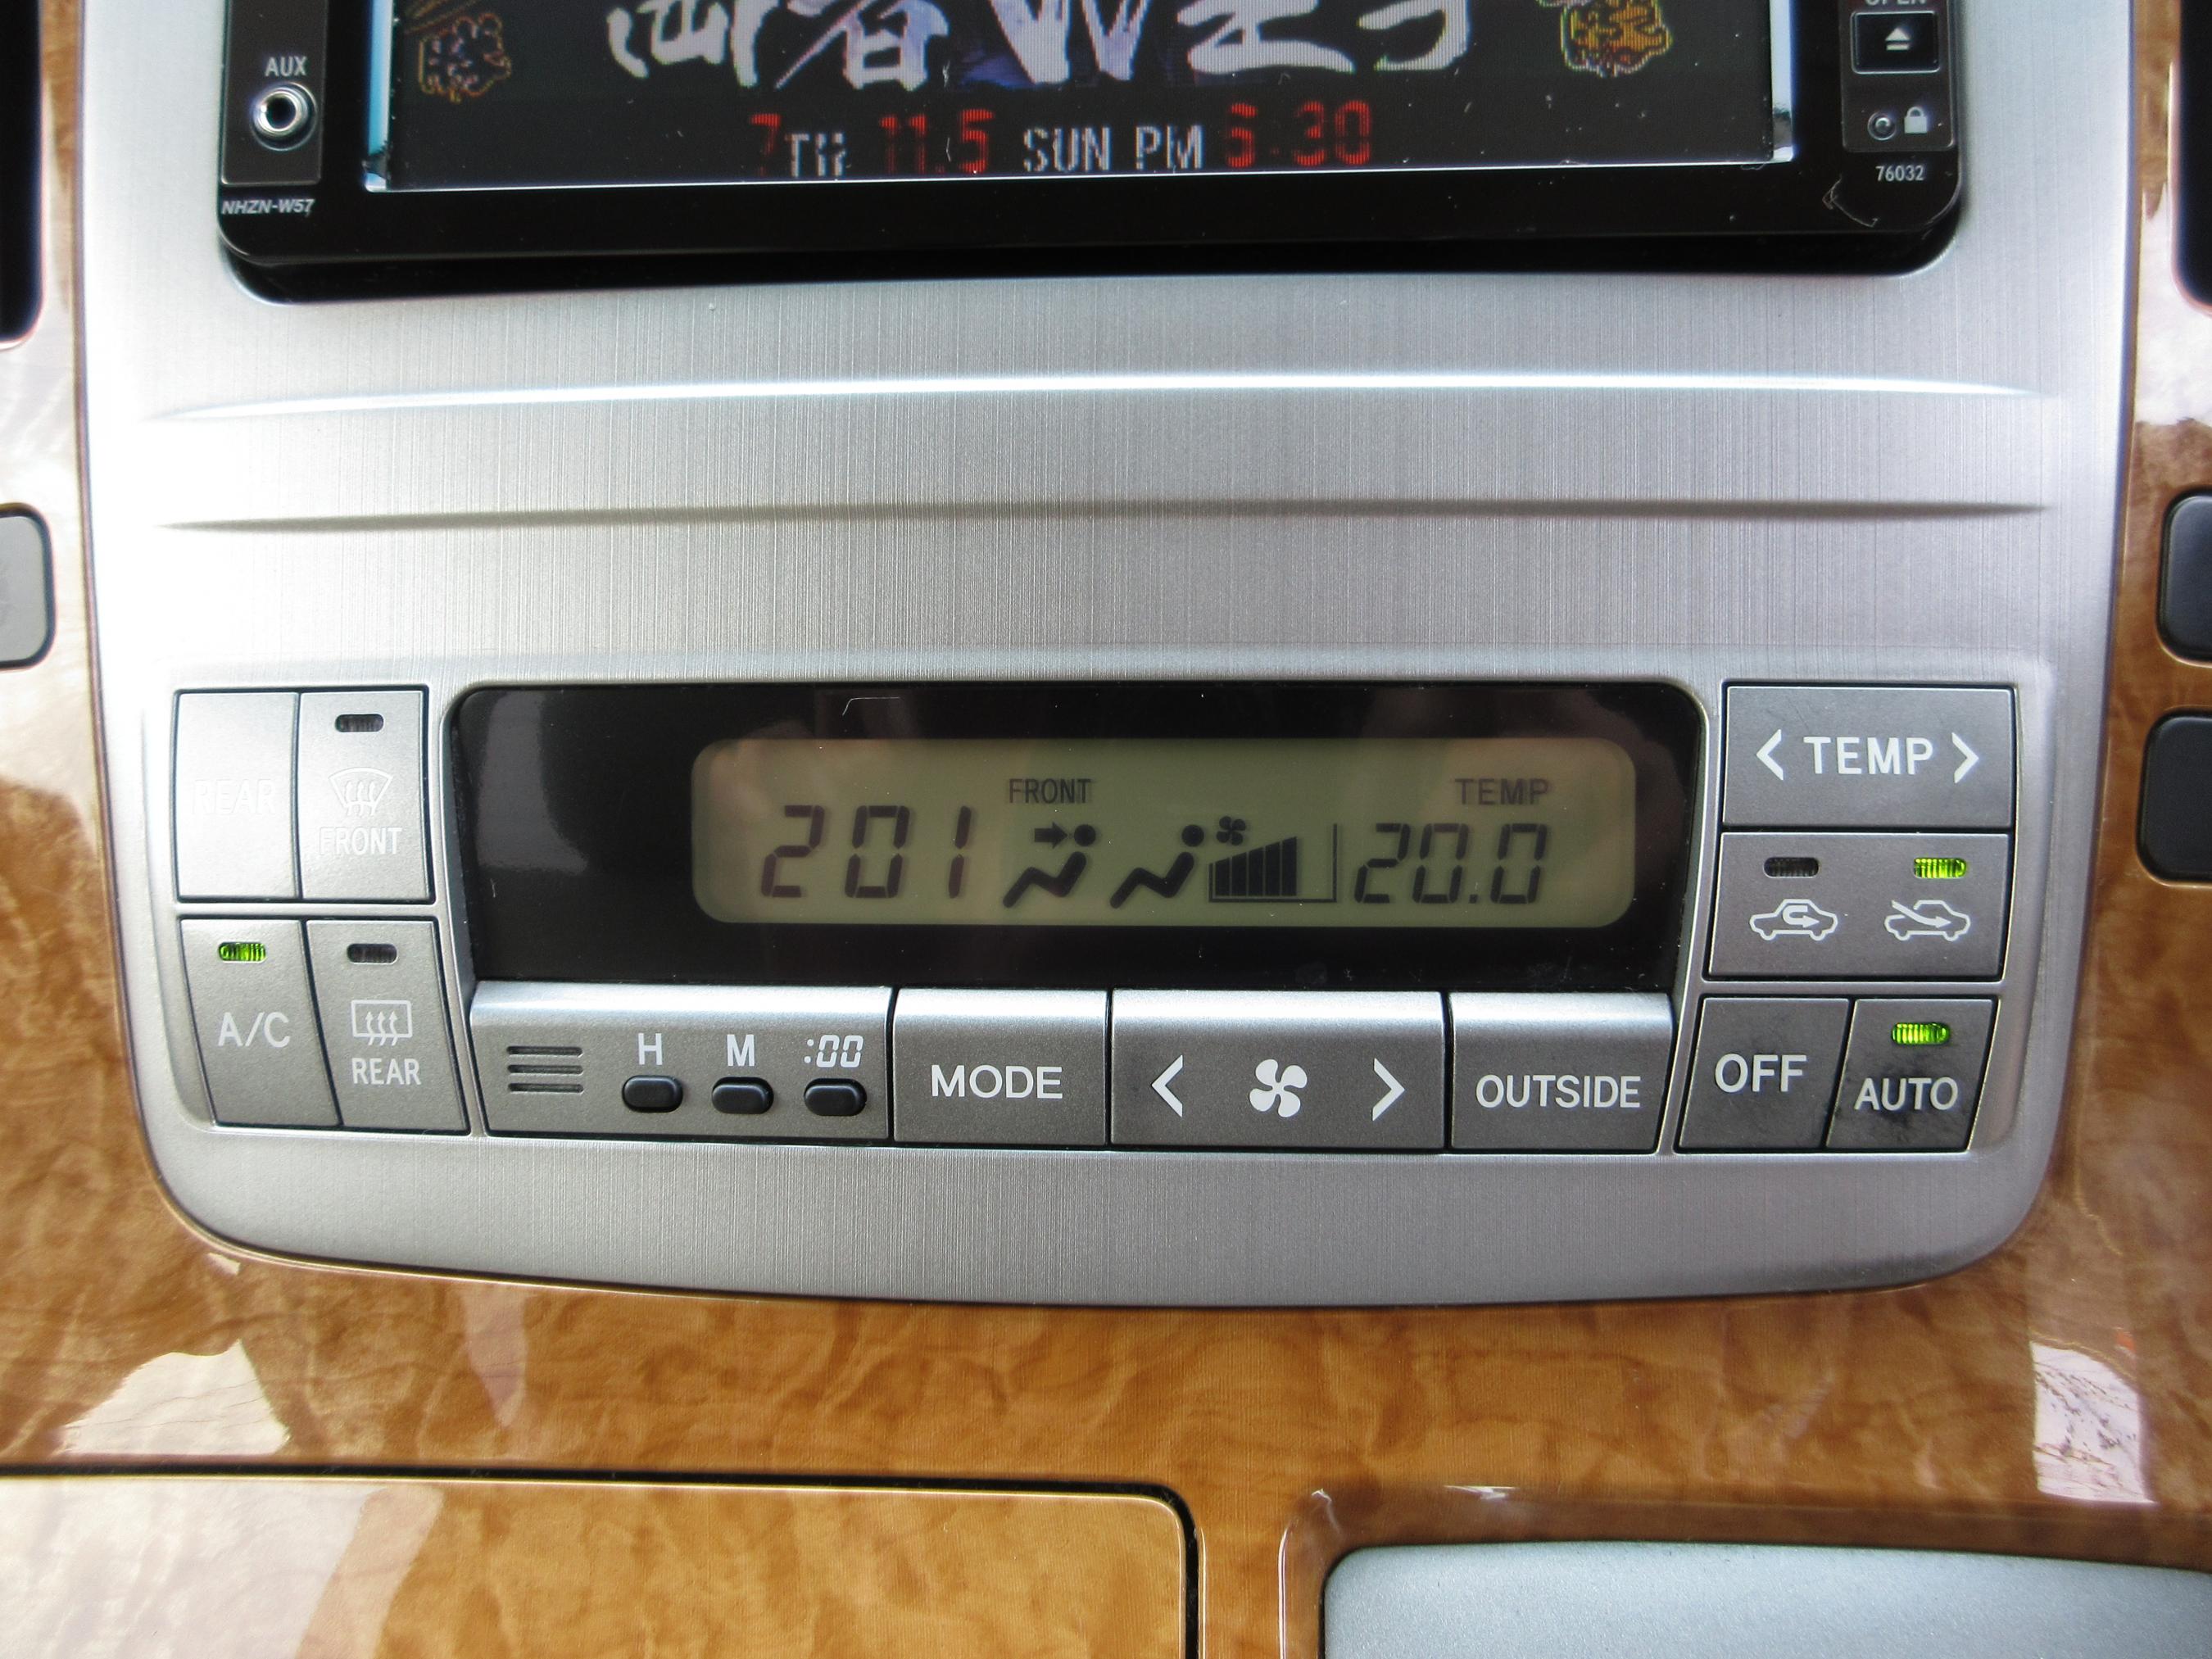 OPEN
AUX
7TH 11.5 SUN PM 6:30
NHZN-W57
76032
REAR
FRONT
FRONT
TEMP
201
20.0
< TEMP >
A/C
REAR
H M :00
MODE
< >
OUTSIDE
OFF
AUTO